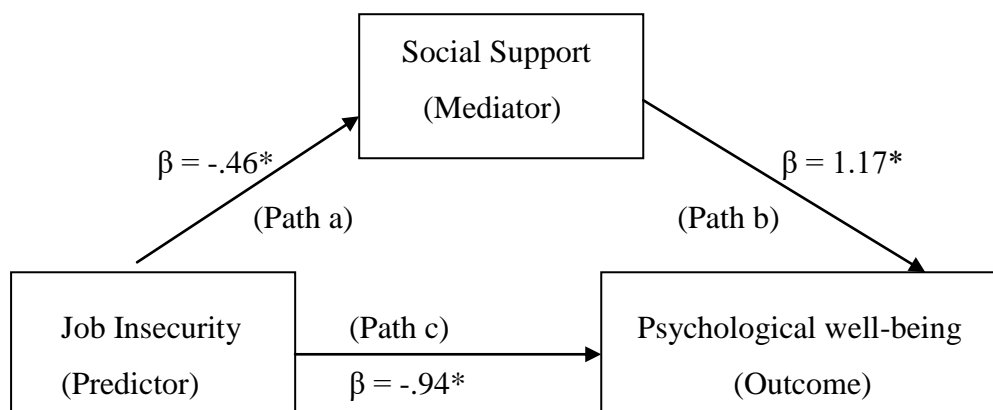 Social Support
(Mediator)
β = -.46*
β = 1.17*
(Path a)
(Path b)
Job Insecurity
(Predictor)
(Path c)
β = -.94*
Psychological well-being
(Outcome)